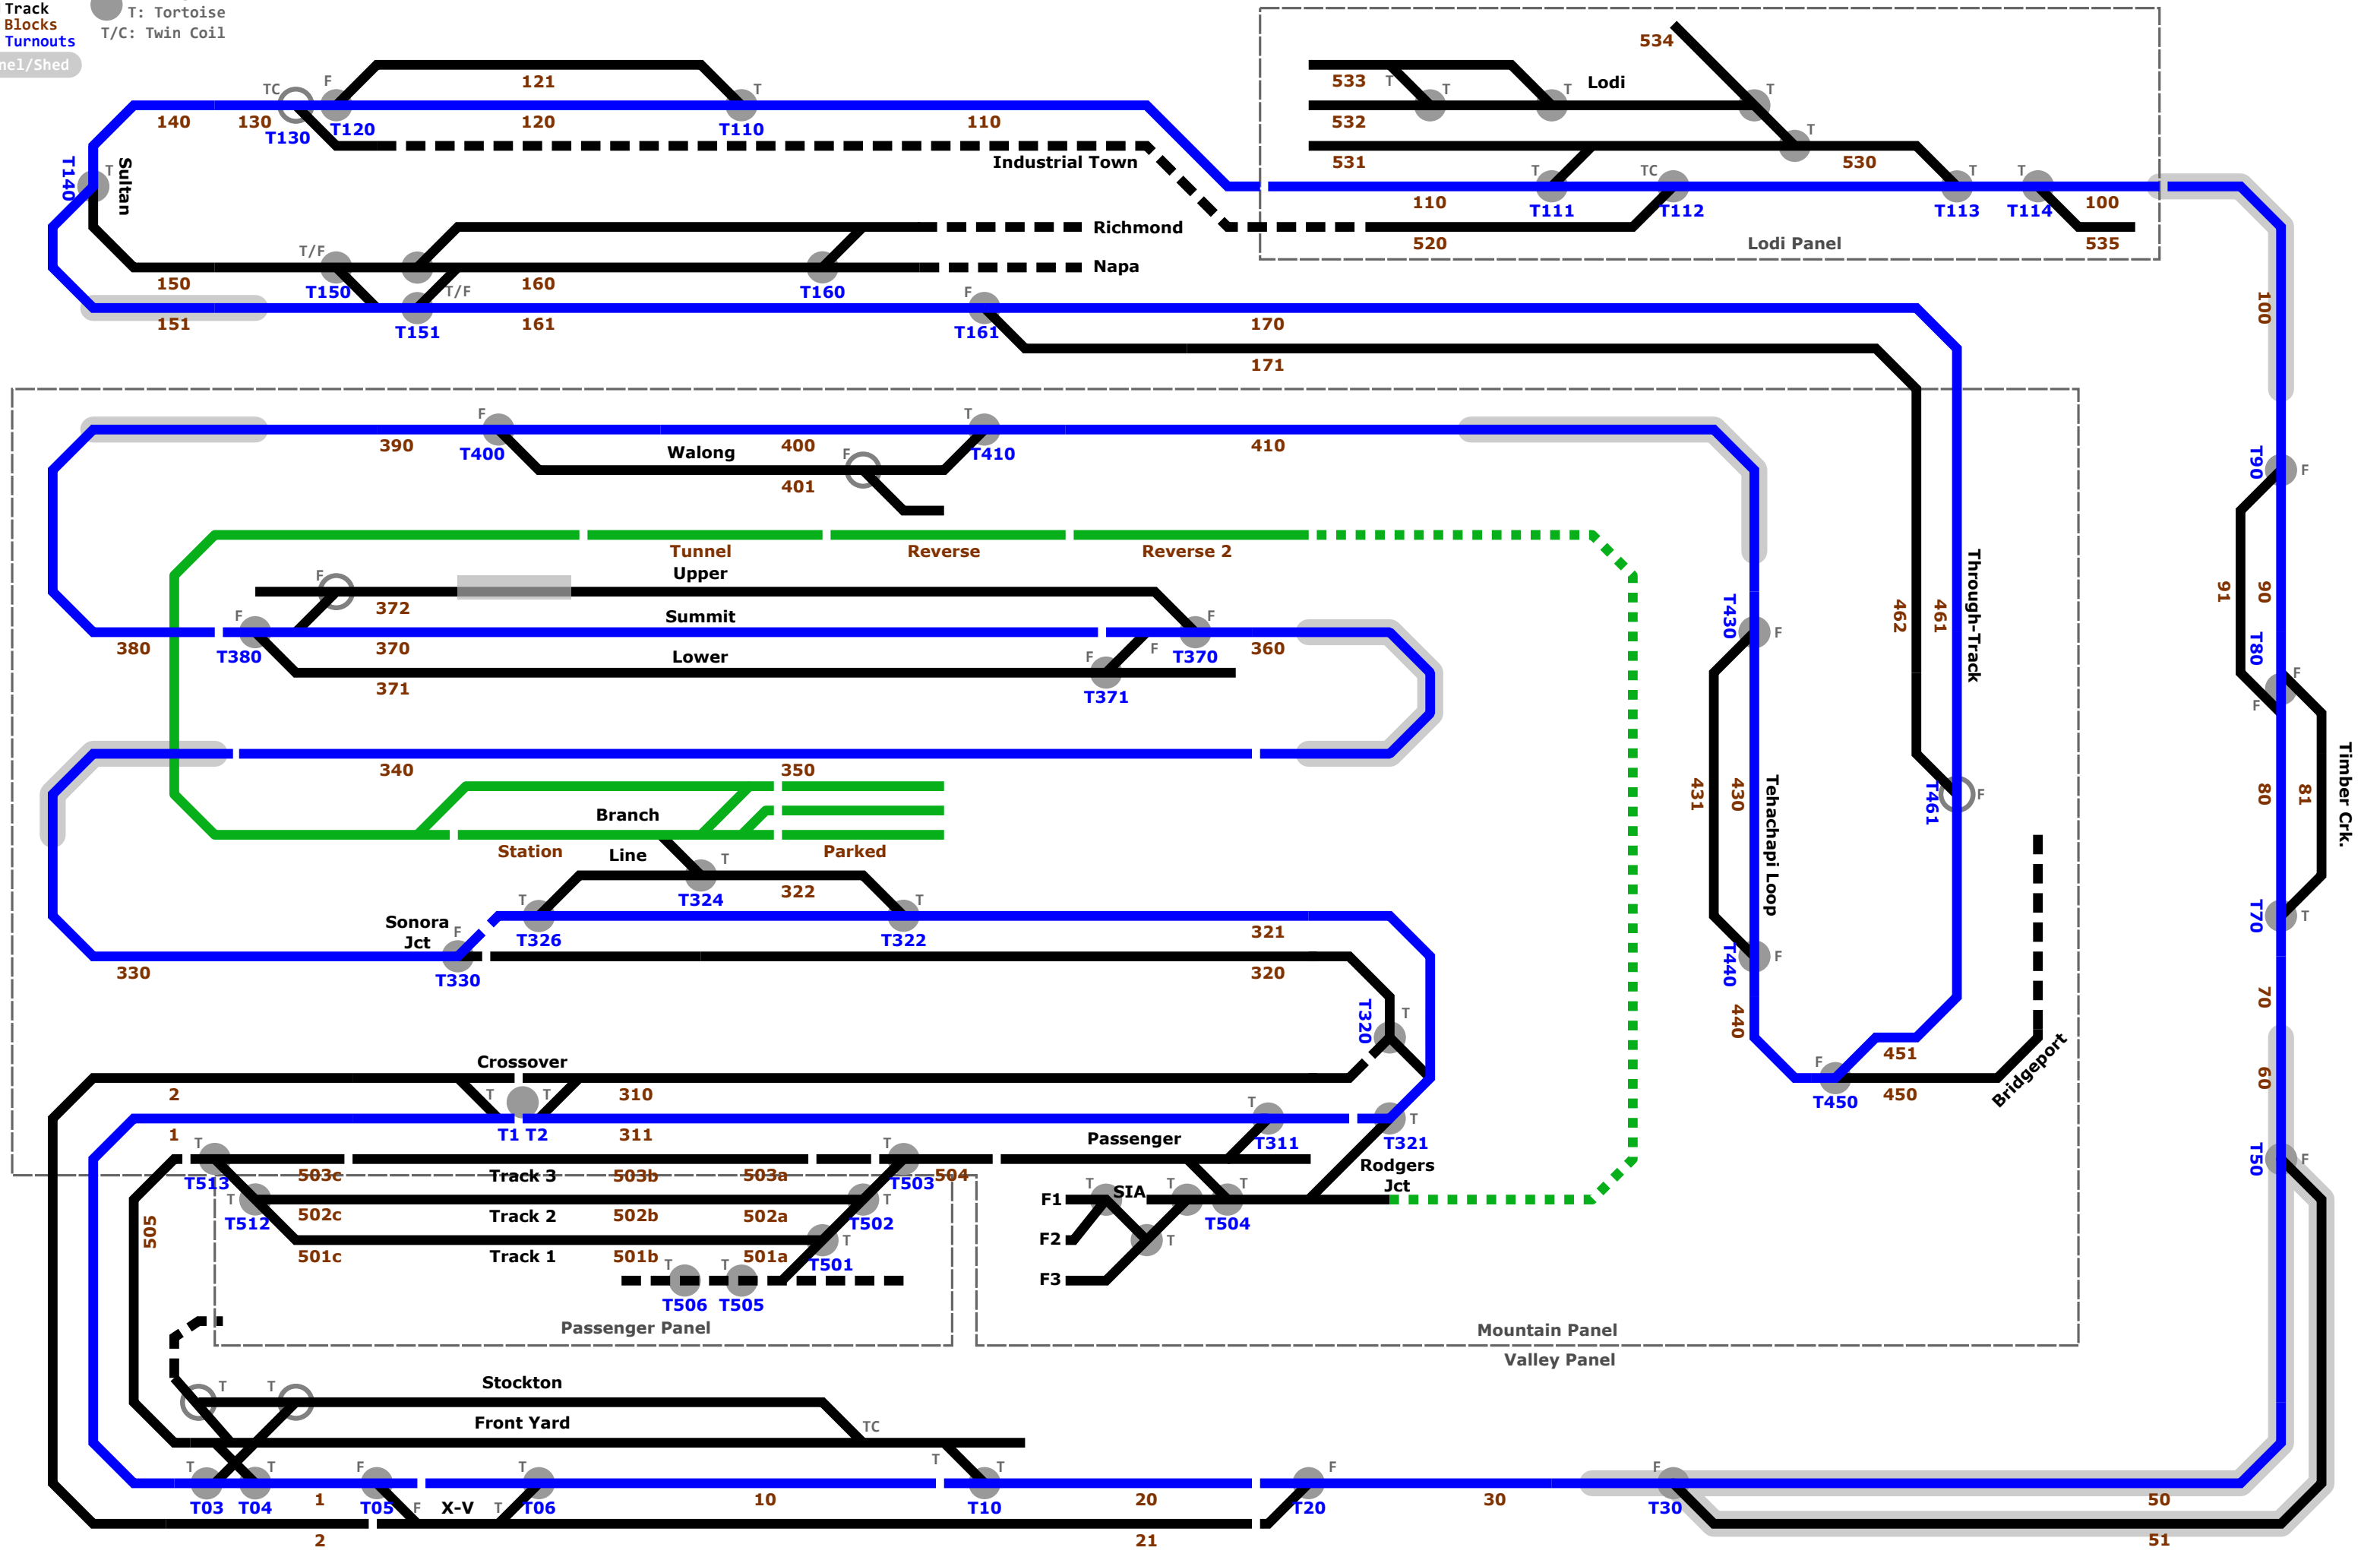 Track
Blocks
Turnouts
nel/Shed
T: Tortoise
T/C: Twin Coil
TC
F
121
T
140
130
T130
T120
120
T110
110
Industrial Town
T140
T
Sultan
Richmond
Napa
T/F
150
T150
160
T160
T/F
151
T151
161
F
T161
170
171
534
533
T
T
Lodi
T
532
531
T
530
T
TC
T
T
110
T111
T112
T113
T114
100
520
Lodi Panel
535
100
T90
F
91
90
T80
F
F
80
81
Timber Crk.
T70
T
70
60
T50
F
F
T
390
T400
Walong
400
T410
410
F
401
Tunnel
Reverse
Reverse 2
F
Upper
372
F
Summit
F
380
T380
370
T370
360
F
F
Lower
371
T371
T430
F
462
461
Through-Track
431
430
Tehachapi Loop
T461
F
T440
F
440
F
451
T450
450
Bridgeport
340
350
Branch
Station
Parked
Line
T
322
T324
T
T
Sonora
Jct
F
T326
T322
321
330
T330
320
T320
T
Crossover
2
T
T
310
1
T1
T2
311
T
T311
T321
T
Passenger
Rodgers
Jct
T
T513
503c
Track 3
503b
503a
T
T503
504
T
T512
502c
Track 2
502b
502a
T502
T
505
501c
Track 1
501b
501a
T501
T
T
T
T506
T505
Passenger Panel
F1
T
SIA
T
T
T504
F2
T
F3
Mountain Panel
Valley Panel
Stockton
T
T
Front Yard
TC
T
T
T
T
F
T
F
F
T03
T04
1
T05
F
X-V
T
T06
10
T10
20
T20
30
T30
50
2
21
51